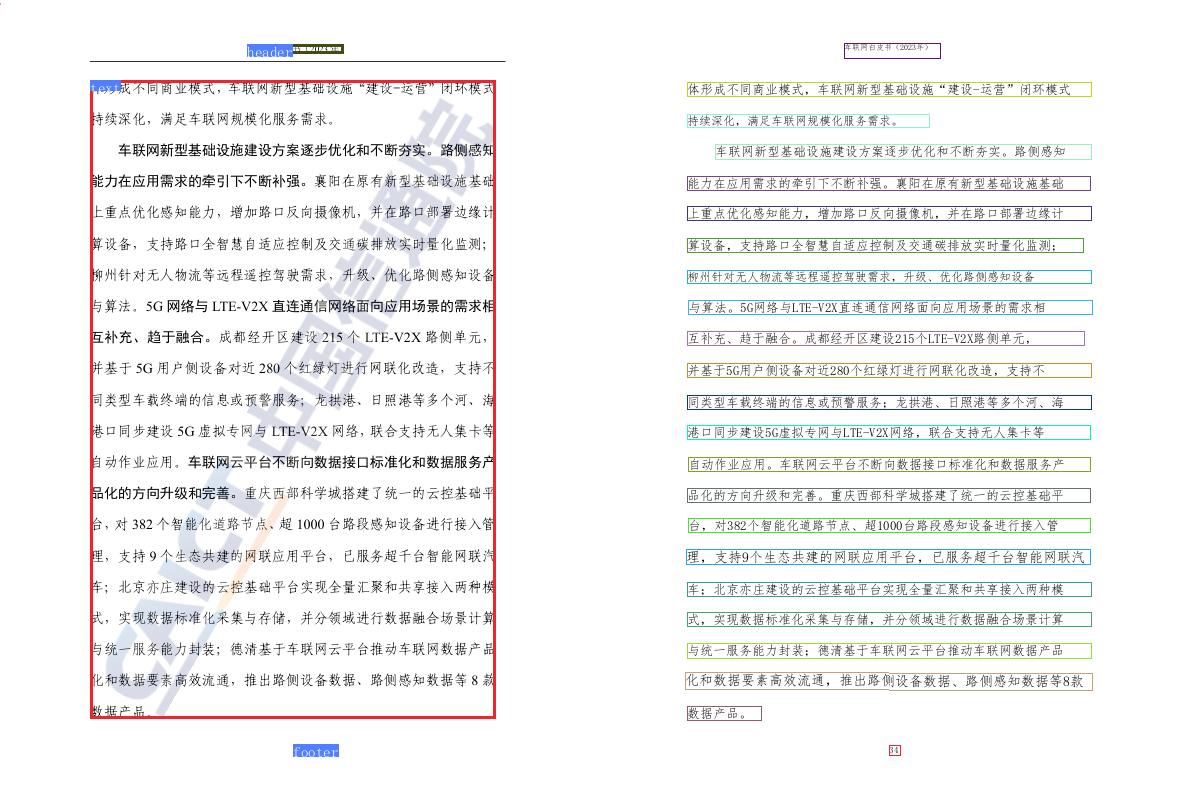 header
text
形成不同商业模式，车联网新型基础设施“建设-运营”闭环模式
持续深化，满足车联网规模化服务需求。
车联网新型基础设施建设方案逐步优化和不断夯实。路侧感知
能力在应用需求的牵引下不断补强。襄阳在原有新型基础设施基础
上重点优化感知能力，增加路口反向摄像机，并在路口部署边缘计
算设备，支持路口全智慧自适应控制及交通碳排放实时量化监测；
柳州针对无人物流等远程遥控驾驶需求，升级、优化路侧感知设备
与算法。5G 网络与 LTE-V2X 直连通信网络面向应用场景的需求相
互补充、趋于融合。成都经开区建设 215 个 LTE-V2X 路侧单元，
并基于 5G 用户侧设备对近 280 个红绿灯进行网联化改造，支持不
同类型车载终端的信息或预警服务；龙拱港、日照港等多个河、海
港口同步建设 5G 虚拟专网与 LTE-V2X 网络，联合支持无人集卡等
自动作业应用。车联网云平台不断向数据接口标准化和数据服务产
品化的方向升级和完善。重庆西部科学城搭建了统一的云控基础平
台，对 382 个智能化道路节点、超 1000 台路段感知设备进行接入管
理，支持 9 个生态共建的网联应用平台，已服务超千台智能网联汽
车；北京亦庄建设的云控基础平台实现全量汇聚和共享接入两种模
式，实现数据标准化采集与存储，并分领域进行数据融合场景计算
与统一服务能力封装；德清基于车联网云平台推动车联网数据产品
化和数据要素高效流通，推出路侧设备数据、路侧感知数据等 8 款
数据产品。
CAICT 中国信通院
footer
车联网白皮书（2023年）
体形成不同商业模式，车联网新型基础设施“建设-运营”闭环模式
持续深化，满足车联网规模化服务需求。
车联网新型基础设施建设方案逐步优化和不断夯实。路侧感知
能力在应用需求的牵引下不断补强。襄阳在原有新型基础设施基础
上重点优化感知能力，增加路口反向摄像机，并在路口部署边缘计
算设备，支持路口全智慧自适应控制及交通碳排放实时量化监测；
柳州针对无人物流等远程遥控驾驶需求，升级、优化路侧感知设备
与算法。5G网络与LTE-V2X直连通信网络面向应用场景的需求相
互补充、趋于融合。成都经开区建设215个LTE-V2X路侧单元，
并基于5G用户侧设备对近280个红绿灯进行网联化改造，支持不
同类型车载终端的信息或预警服务；龙拱港、日照港等多个河、海
港口同步建设5G虚拟专网与LTE-V2X网络，联合支持无人集卡等
自动作业应用。车联网云平台不断向数据接口标准化和数据服务产
品化的方向升级和完善。重庆西部科学城搭建了统一的云控基础平
台，对382个智能化道路节点、超1000台路段感知设备进行接入管
理，支持9个生态共建的网联应用平台，已服务超千台智能网联汽
车；北京亦庄建设的云控基础平台实现全量汇聚和共享接入两种模
式，实现数据标准化采集与存储，并分领域进行数据融合场景计算
与统一服务能力封装；德清基于车联网云平台推动车联网数据产品
化和数据要素高效流通，推出路侧设备数据、路侧感知数据等8款
数据产品。
34